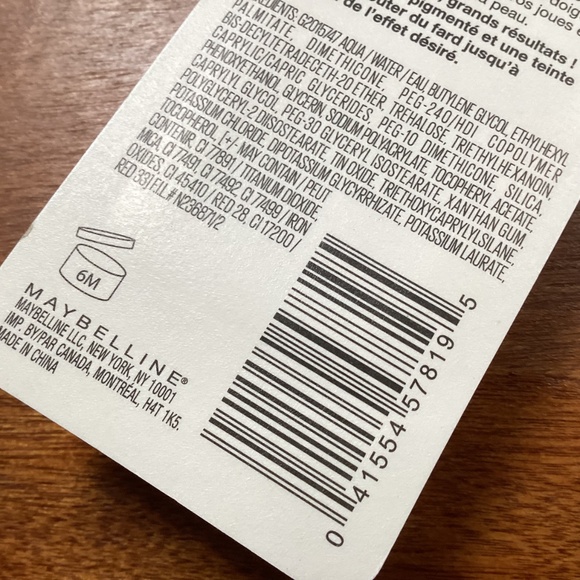 grands résultats !
pigmenté et une teinte
outer du fard jusqu'à
de l'effet désiré.
peau.
joues
INGREDIENTS: G2015747 AQUA / WATER / EAU, BUTYLENE GLYCOL, ETHYLHEXYL
PALMITATE, DIMETHICONE, PEG-240/HDI COPOLYMER
BIS-DECYLTETRADECETH-20 ETHER, TREHALOSE, TRIETHYLHEXANOIN,
CAPRYLIC/CAPRIC GLYCERIDES, PEG-10 DIMETHICONE, SILICA,
PHENOXYETHANOL, GLYCERIN, SODIUM POLYACRYLATE, TOCOPHERYL ACETATE,
CAPRYLYL GLYCOL, PEG-30 GLYCERYL ISOSTEARATE, XANTHAN GUM,
POLYGLYCERYL-2 DIISOSTEARATE, TIN OXIDE, TRIETHOXYCAPRYLYLSILANE,
POTASSIUM CHLORIDE, DIPOTASSIUM GLYCYRRHIZATE, POTASSIUM LAURATE,
TOCOPHEROL, [+/- MAY CONTAIN / PEUT
CONTENIR, CI 77891 / TITANIUM DIOXIDE,
MICA, CI 77491, CI 77492, CI 77499 / IRON
OXIDES, CI 45410 / RED 28, CI 17200 /
RED 33] F.I.L. # N236871/2
6M
MAYBELLINE®
MAYBELLINE LLC, NEW YORK, NY 10001
IMP. BY/PAR CANADA, MONTREAL, H4T 1K5.
MADE IN CHINA
0 41554 57819 5